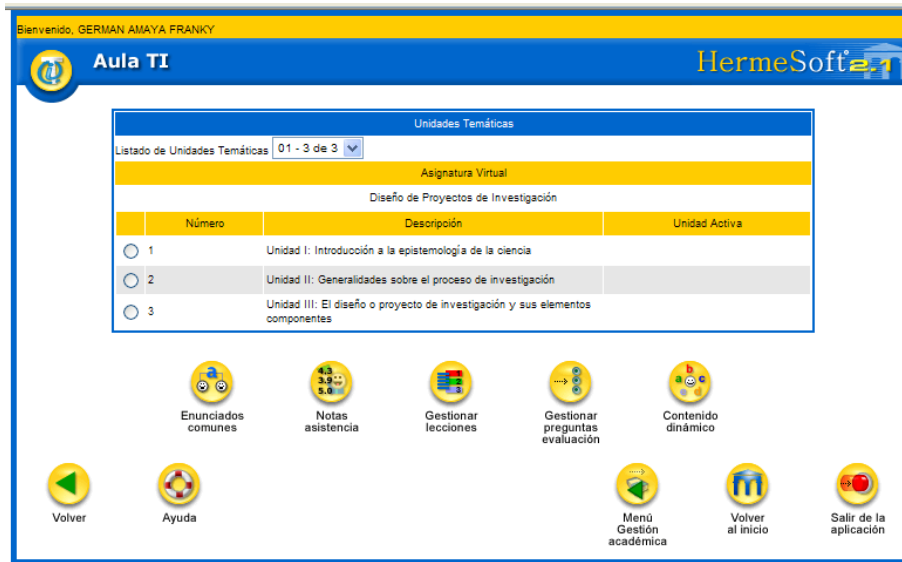 Bienvenido, GERMAN AMAYA FRANKY
Aula TI
HermeSoft 2.1
Unidades Temáticas
Listado de Unidades Temáticas 01 - 3 de 3
Asignatura Virtual
Diseño de Proyectos de Investigación
Número Descripción Unidad Activa
1 Unidad I: Introducción a la epistemología de la ciencia
2 Unidad II: Generalidades sobre el proceso de investigación
3 Unidad III: El diseño o proyecto de investigación y sus elementos
componentes
a
4.3
3.9
5.0
1
2
3
b
a c
Enunciados
comunes
Notas
asistencia
Gestionar
lecciones
Gestionar
preguntas
evaluación
Contenido
dinámico
Volver
Ayuda
Menú
Gestión
académica
Volver
al inicio
Salir de la
aplicación